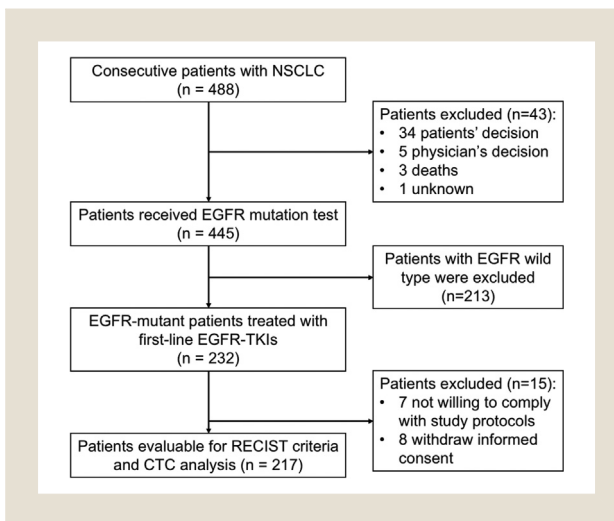 Consecutive patients with NSCLC
(n = 488)
Patients excluded (n=43):
• 34 patients' decision
• 5 physician's decision
• 3 deaths
• 1 unknown
Patients received EGFR mutation test
(n = 445)
Patients with EGFR wild
type were excluded
(n=213)
EGFR-mutant patients treated with
first-line EGFR-TKIs
(n = 232)
Patients excluded (n=15):
• 7 not willing to comply
with study protocols
• 8 withdraw informed
consent
Patients evaluable for RECIST criteria
and CTC analysis (n = 217)